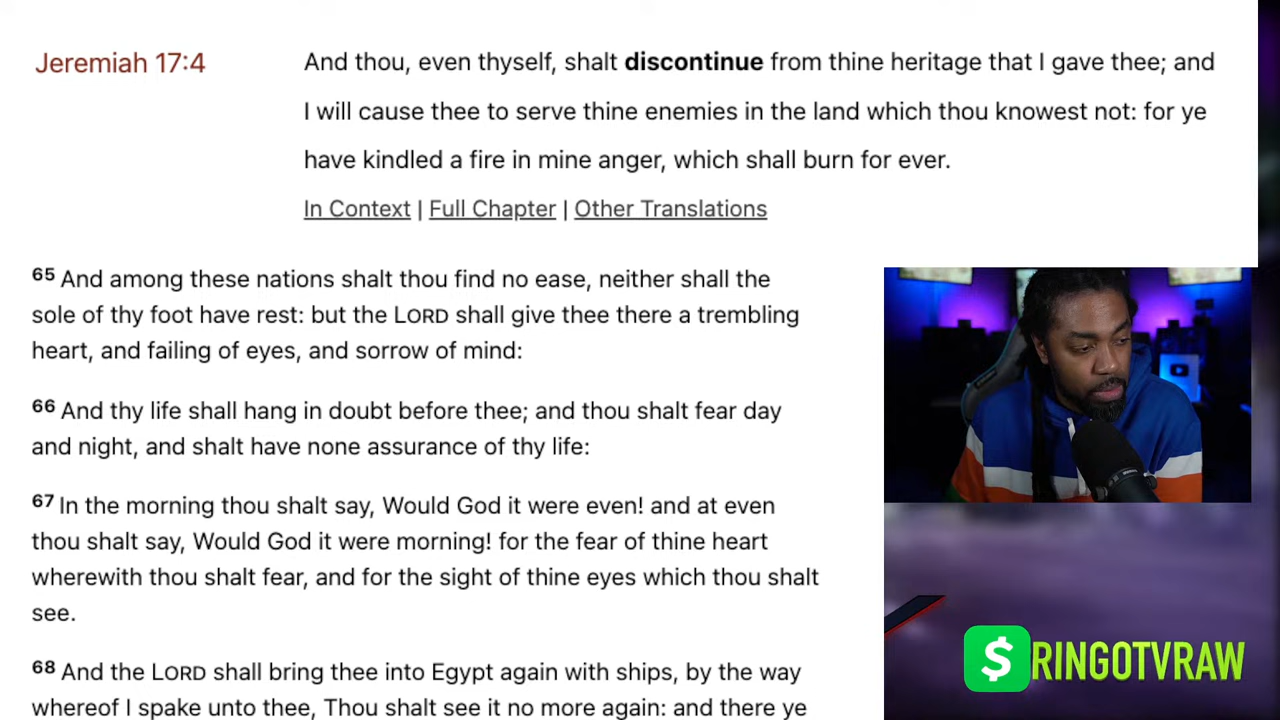 Jeremiah 17:4
And thou, even thyself, shalt discontinue from thine heritage that I gave thee; and
I will cause thee to serve thine enemies in the land which thou knowest not: for ye
have kindled a fire in mine anger, which shall burn for ever.
In Context | Full Chapter | Other Translations
65 And among these nations shalt thou find no ease, neither shall the
sole of thy foot have rest: but the LORD shall give thee there a trembling
heart, and failing of eyes, and sorrow of mind:
66 And thy life shall hang in doubt before thee; and thou shalt fear day
and night, and shalt have none assurance of thy life:
67 In the morning thou shalt say, Would God it were even! and at even
thou shalt say, Would God it were morning! for the fear of thine heart
wherewith thou shalt fear, and for the sight of thine eyes which thou shalt
see.
68 And the LORD shall bring thee into Egypt again with ships, by the way
whereof I spake unto thee, Thou shalt see it no more again: and there ye
$ RINGOTVRAW